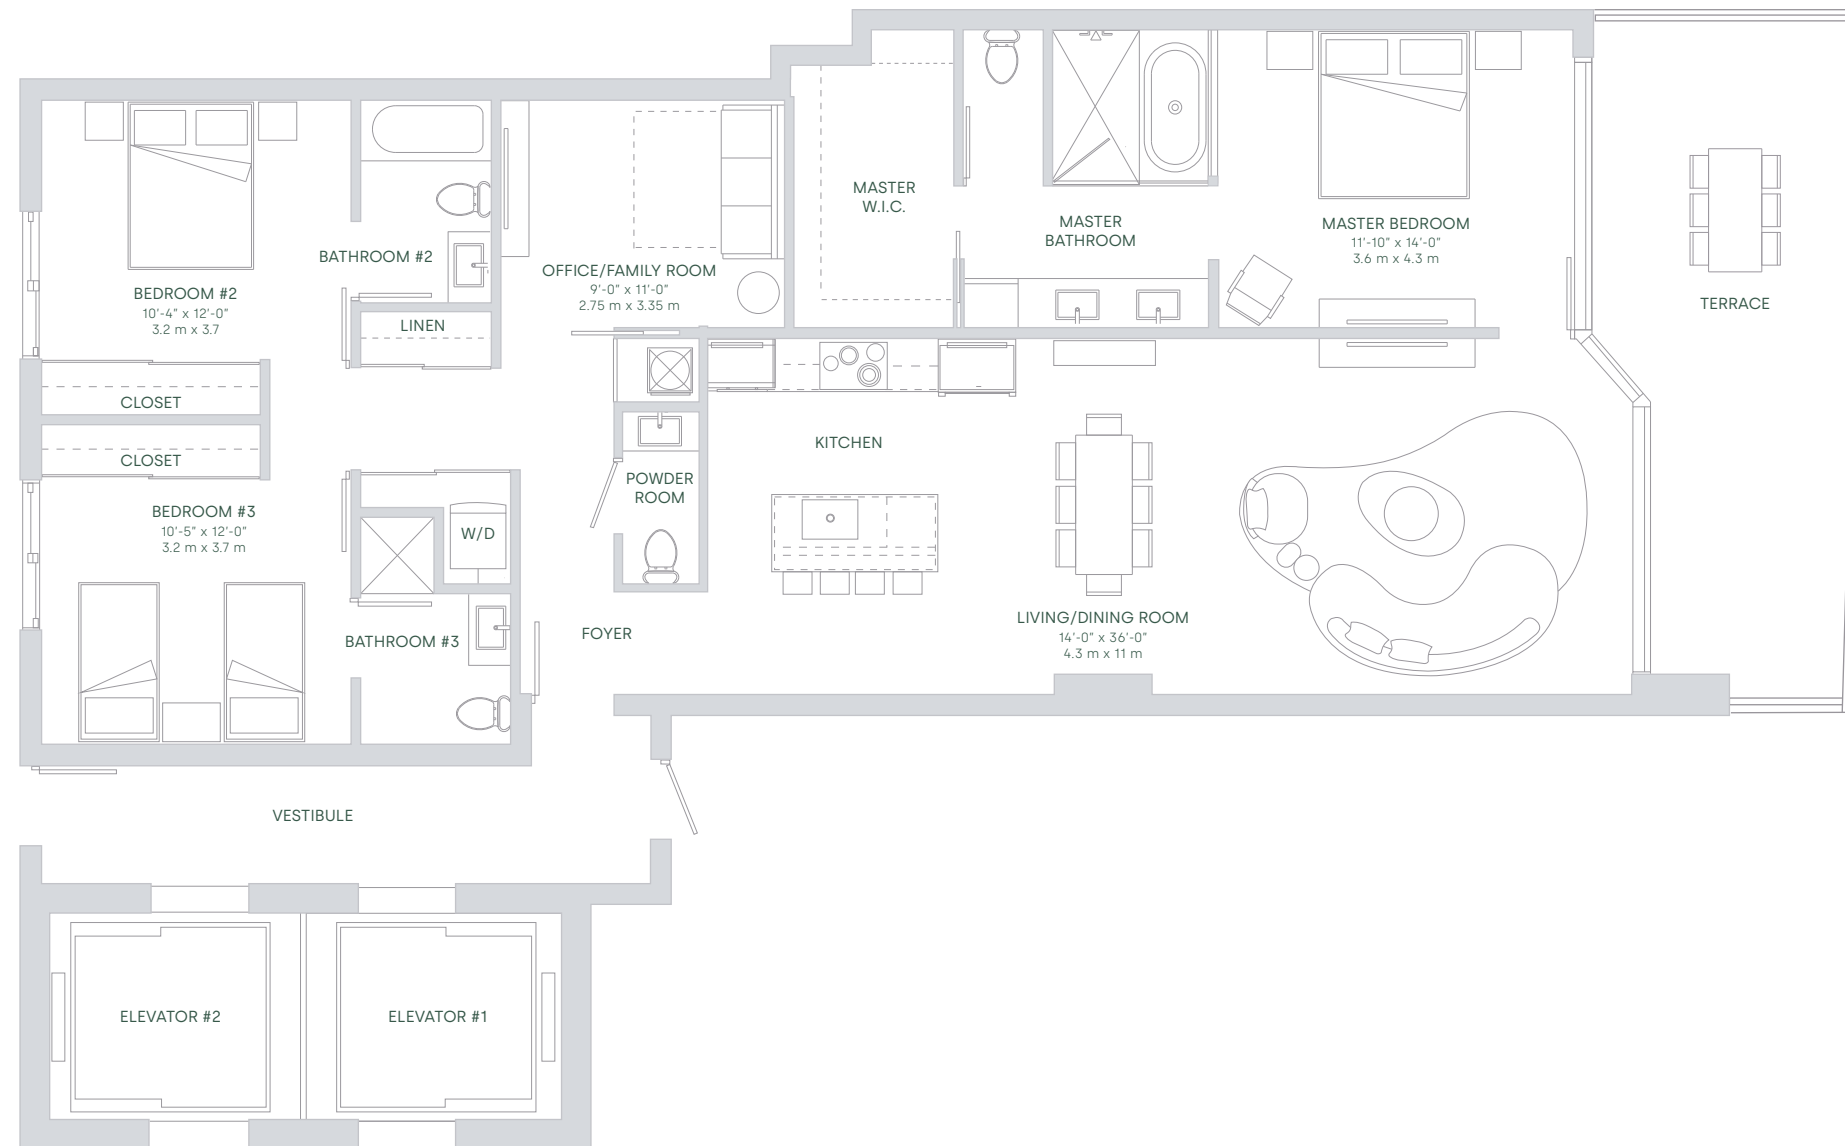 MASTER
W.I.C.
MASTER
BATHROOM
MASTER BEDROOM
11'-10" x 14'-0"
3.6 m x 4.3 m
TERRACE
BATHROOM #2
OFFICE/FAMILY ROOM
9'-0" x 11'-0"
2.75 m x 3.35 m
BEDROOM #2
10'-4" x 12'-0"
3.2 m x 3.7
LINEN
CLOSET
CLOSET
KITCHEN
POWDER
ROOM
BEDROOM #3
10'-5" x 12'-0"
3.2 m x 3.7 m
W/D
BATHROOM #3
FOYER
LIVING/DINING ROOM
14'-0" x 36'-0"
4.3 m x 11 m
VESTIBULE
ELEVATOR #2
ELEVATOR #1